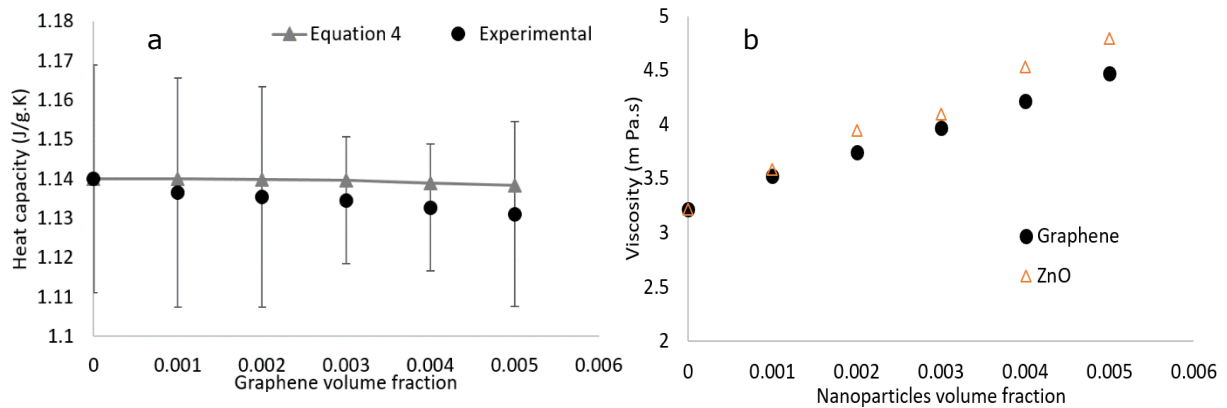 a
Equation 4
Experimental
Heat capacity (J/g.K)
1.18
1.17
1.16
1.15
1.14
1.13
1.12
1.11
1.1
0 0.001 0.002 0.003 0.004 0.005 0.006
Graphene volume fraction
b
Viscosity (m Pa.s)
5
4.5
4
3.5
3
2.5
2
Graphene
ZnO
0 0.001 0.002 0.003 0.004 0.005 0.006
Nanoparticles volume fraction